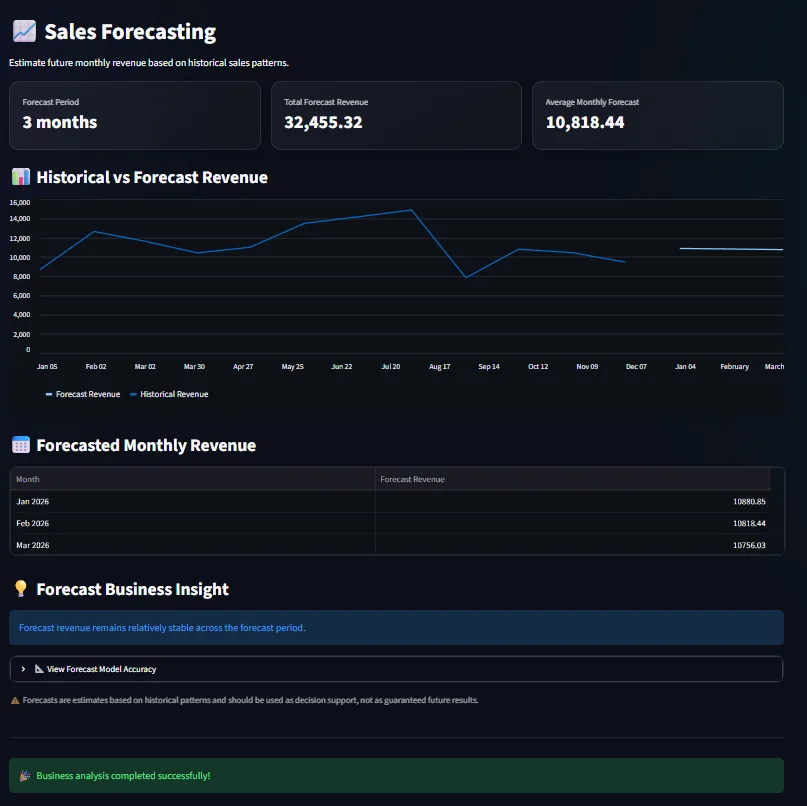 Sales Forecasting
Estimate future monthly revenue based on historical sales patterns.
Forecast Period
3 months
Total Forecast Revenue
32,455.32
Average Monthly Forecast
10,818.44
Historical vs Forecast Revenue
16,000
14,000
12,000
10,000
8,000
6,000
4,000
2,000
0
Jan 05 Feb 02 Mar 02 Mar 30 Apr 27 May 25 Jun 22 Jul 20 Aug 17 Sep 14 Oct 12 Nov 09 Dec 07 Jan 04 February March
Forecast Revenue Historical Revenue
Forecasted Monthly Revenue
Month Forecast Revenue
Jan 2026 10880.85
Feb 2026 10818.44
Mar 2026 10756.03
Forecast Business Insight
Forecast revenue remains relatively stable across the forecast period.
View Forecast Model Accuracy
Forecasts are estimates based on historical patterns and should be used as decision support, not as guaranteed future results.
Business analysis completed successfully!